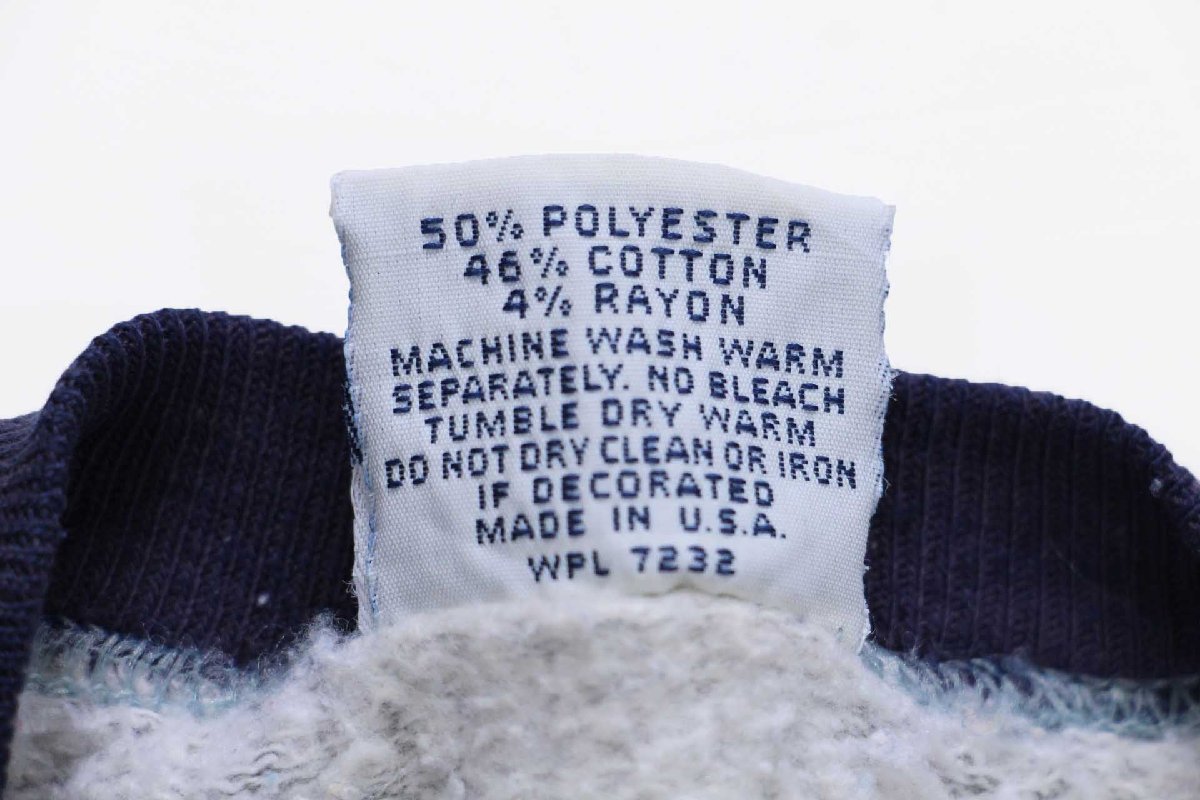 50% POLYESTER
46% COTTON
4% RAYON
MACHINE WASH WARM
SEPARATELY. NO BLEACH
TUMBLE DRY WARM
DO NOT DRY CLEAN OR IRON
IF DECORATED
MADE IN U.S.A.
WPL 7232